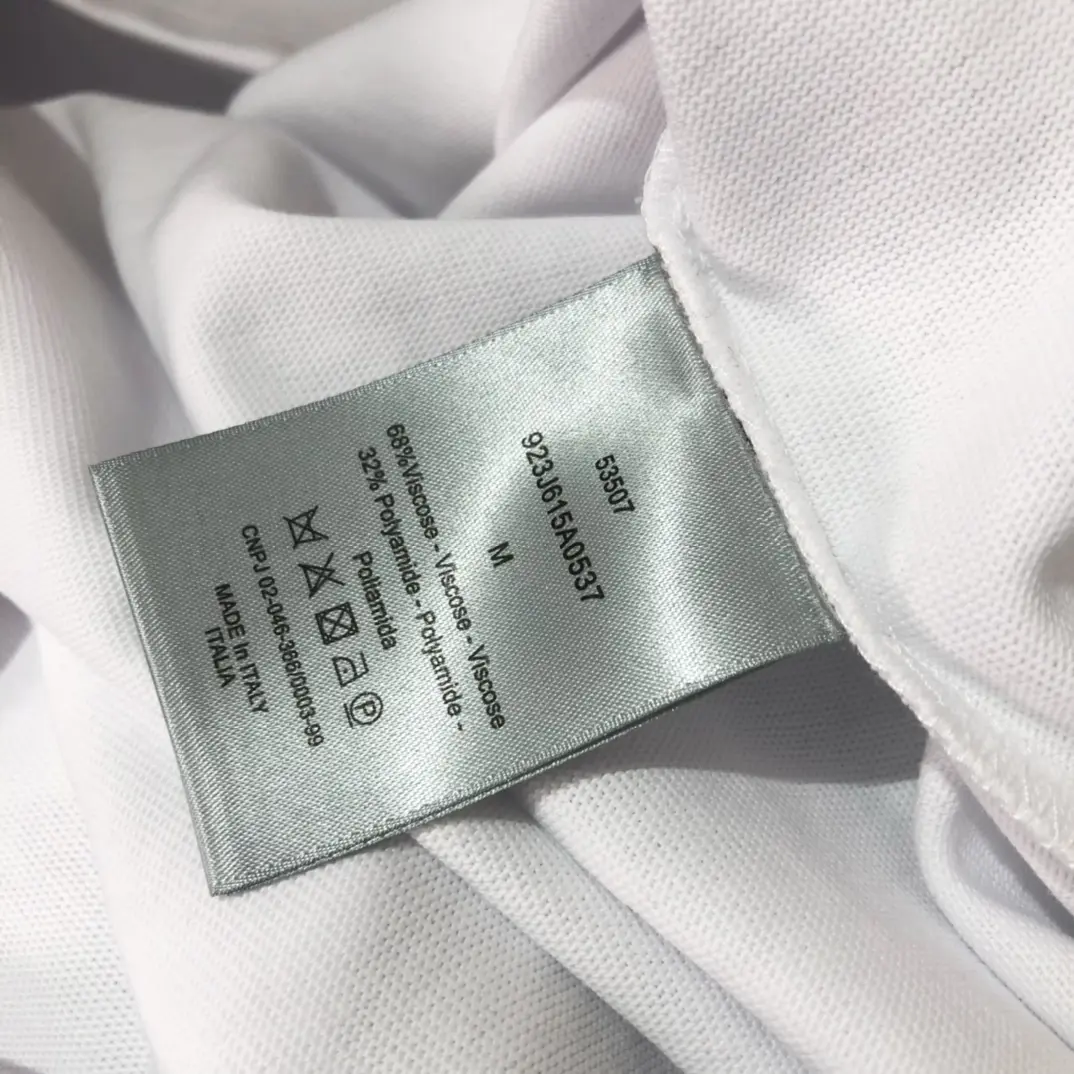 53507
923J615A0537
M
68%Viscose - Viscose - Viscose
32% Polyamide - Polyamide -
Poliamida
P
CNPJ 02-046-366/0003-99
MADE In ITALY
ITALIA